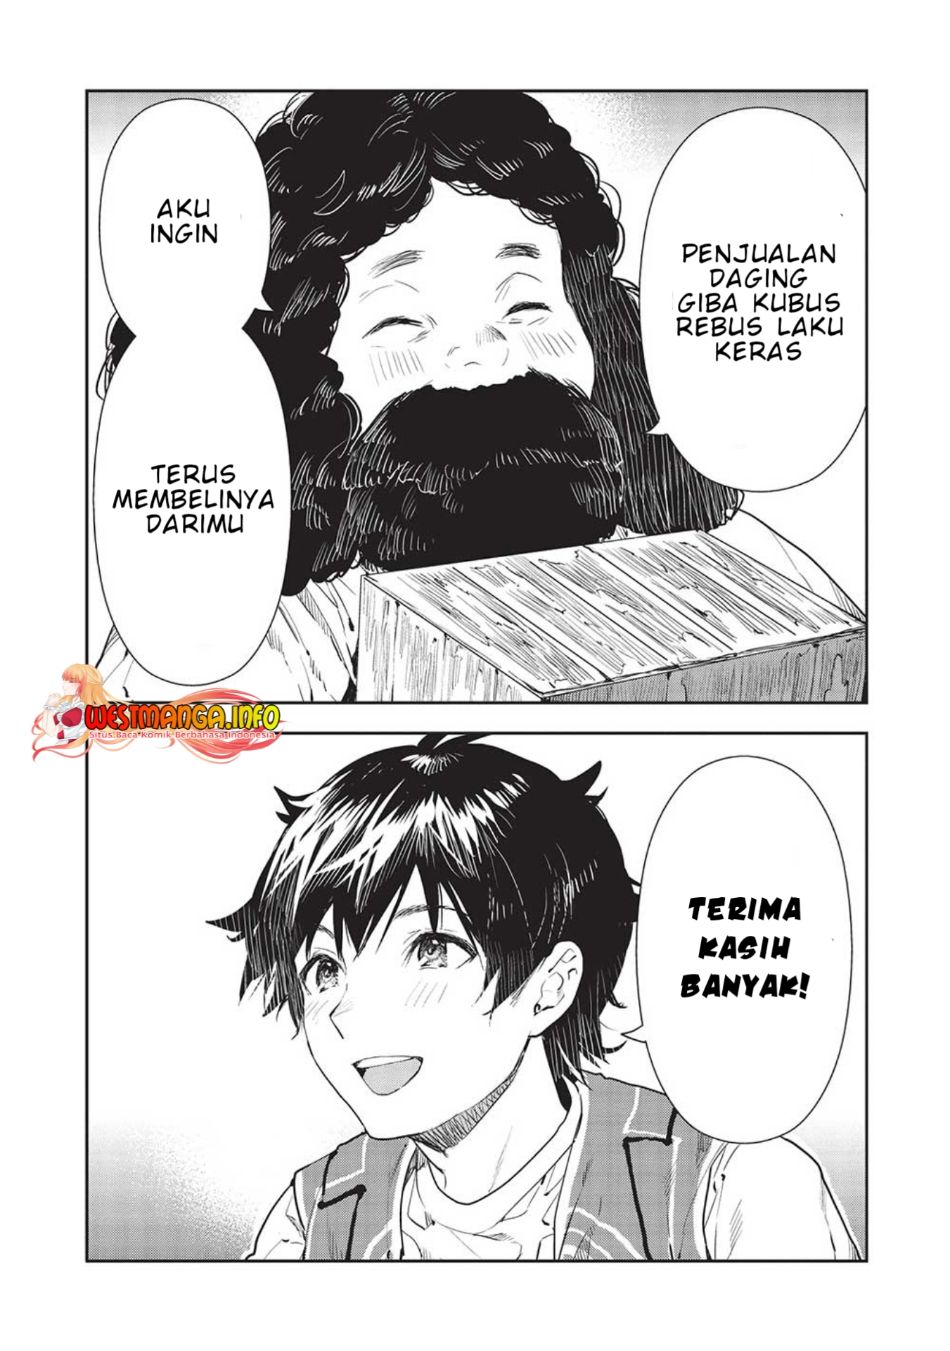 PENJUALAN
DAGING
GIBA KUBUS
REBUS LAKU
KERAS
AKU
INGIN
TERUS
MEMBELINYA
DARIMU
WESTMANGA.INFO
Situs Baca Komik Berbahasa Indonesia
TERIMA
KASIH
BANYAK!